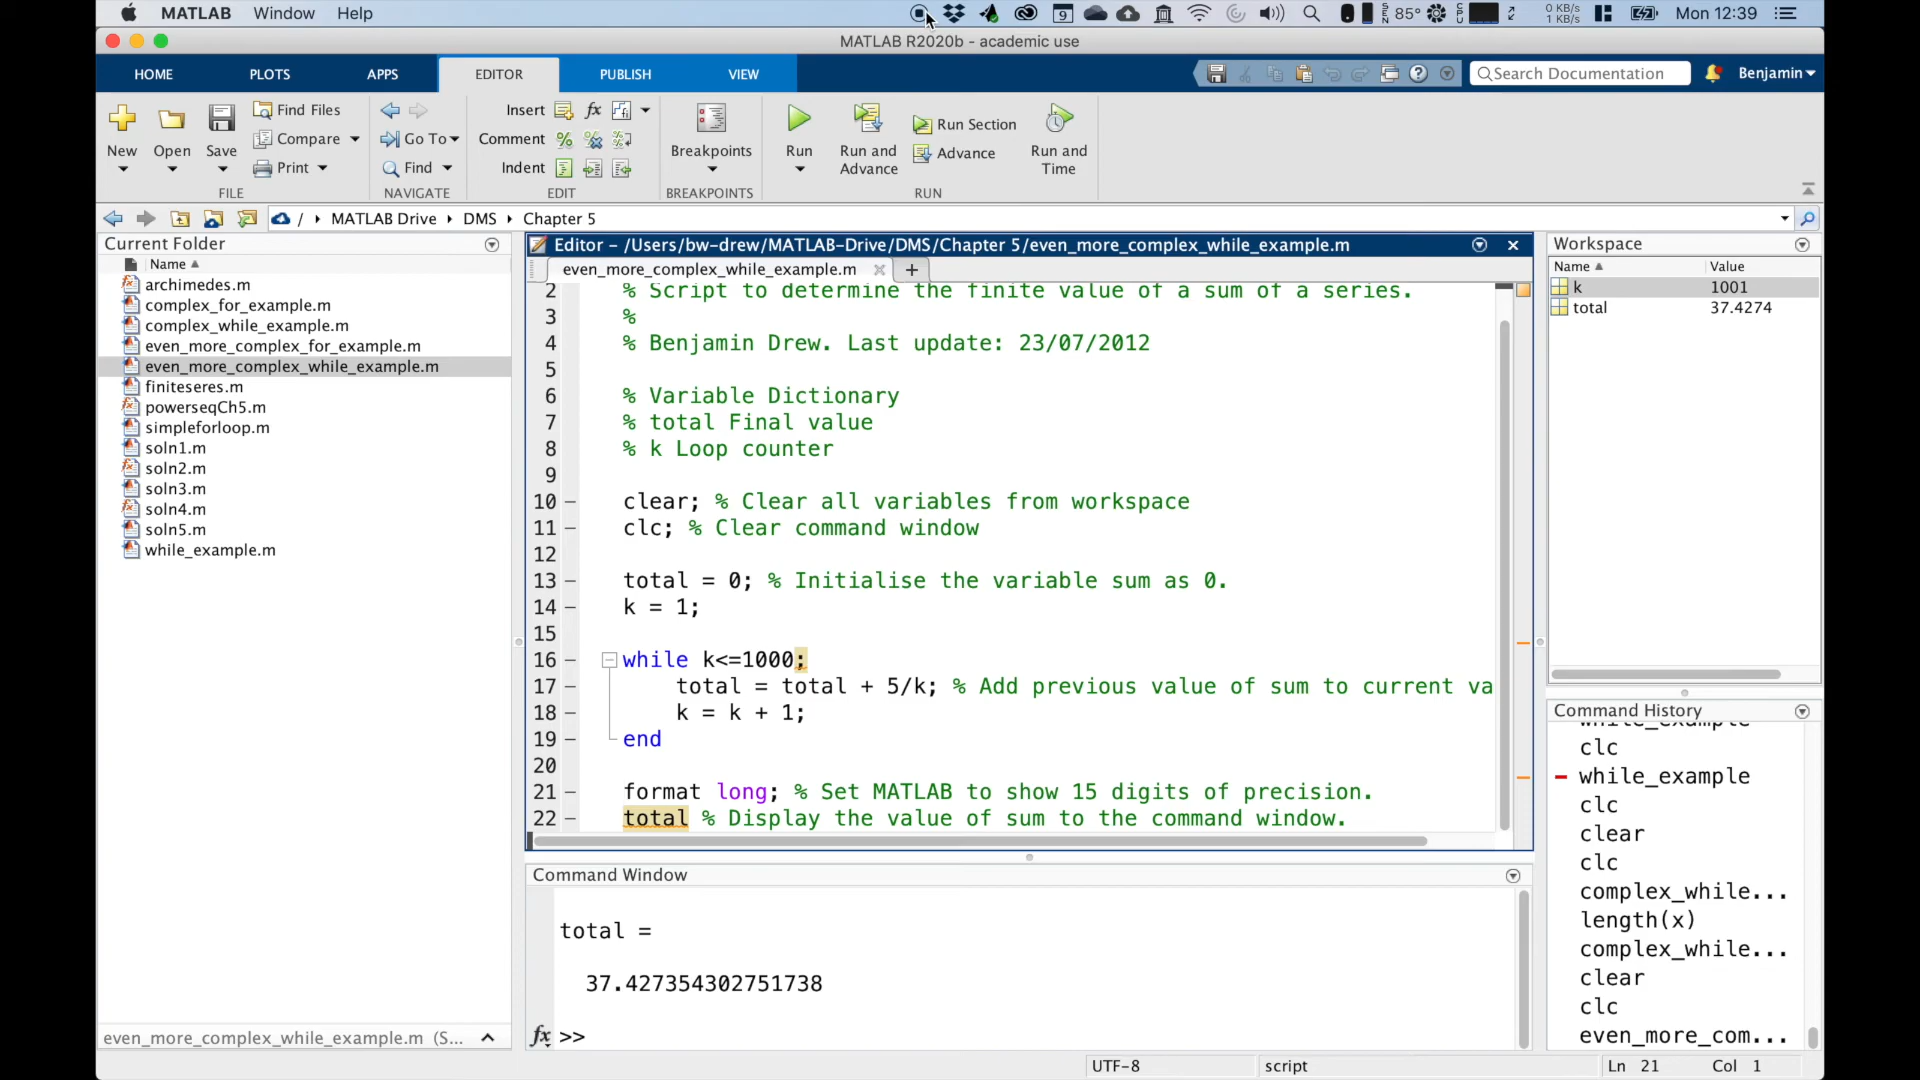 MATLAB Window Help
9
SEN 85° CPU 0 KB/s 1 KB/s Mon 12:39
MATLAB R2020b - academic use
HOME PLOTS APPS EDITOR PUBLISH VIEW
Search Documentation Benjamin
New Open Save
Find Files
Compare
Print
FILE
Go To
Find
NAVIGATE
Insert fx
Comment
Indent
EDIT
Breakpoints
BREAKPOINTS
Run
Run and Advance
Run Section
Advance
Run and Time
RUN
/ MATLAB Drive DMS Chapter 5
Current Folder
Name
archimedes.m
complex_for_example.m
complex_while_example.m
even_more_complex_for_example.m
even_more_complex_while_example.m
finiteseres.m
powerseqCh5.m
simpleforloop.m
soln1.m
soln2.m
soln3.m
soln4.m
soln5.m
while_example.m
even_more_complex_while_example.m (S...
Editor – /Users/bw-drew/MATLAB-Drive/DMS/Chapter 5/even_more_complex_while_example.m
even_more_complex_while_example.m +
2 % Script to determine the finite value of a sum of a series.
3 %
4 % Benjamin Drew. Last update: 23/07/2012
5
6 % Variable Dictionary
7 % total Final value
8 % k Loop counter
9
10 – clear; % Clear all variables from workspace
11 – clc; % Clear command window
12
13 – total = 0; % Initialise the variable sum as 0.
14 – k = 1;
15
16 – while k<=1000;
17 – total = total + 5/k; % Add previous value of sum to current va
18 – k = k + 1;
19 – end
20
21 – format long; % Set MATLAB to show 15 digits of precision.
22 – total % Display the value of sum to the command window.
Command Window
total =
37.427354302751738
fx >>
Workspace
Name Value
k 1001
total 37.4274
Command History
while_example
clc
while_example
clc
clear
clc
complex_while...
length(x)
complex_while...
clear
clc
even_more_com...
UTF-8 script Ln 21 Col 1